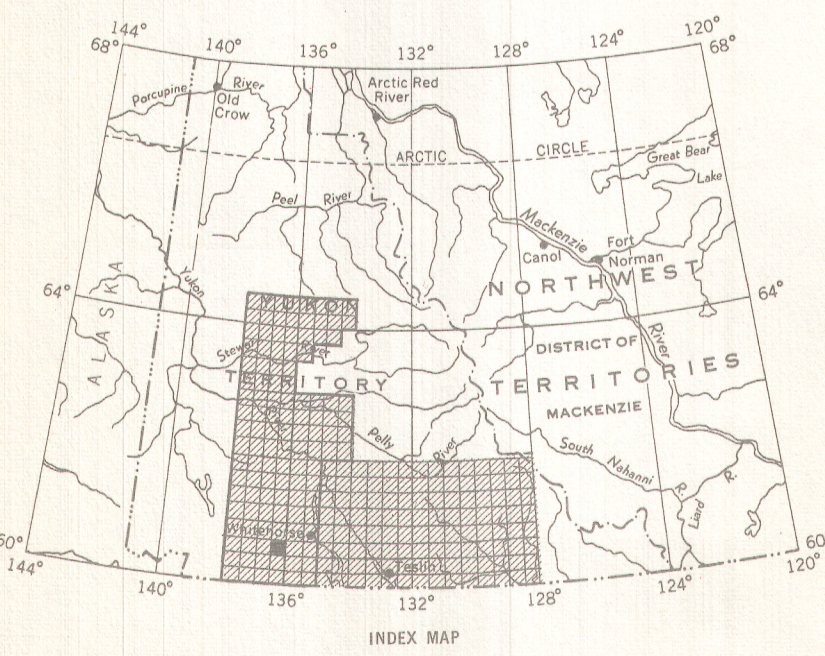 144° 140° 136° 132° 128° 124° 120°
68° 68°
Porcupine River
Old
Crow
Arctic Red
River
ARCTIC CIRCLE
Great Bear
Lake
Peel River
Mackenzie
Canol
Fort
Norman
Yukon
NORTHWEST
64° 64°
YUKON
ALASKA
Stewart River
River
DISTRICT OF
TERRITORY
TERRITORIES
MACKENZIE
Pelly
River
South Nahanni R.
Liard R.
Whitehorse
Teslin
60° 60
144° 140° 136° 132° 128° 124° 120°
INDEX MAP